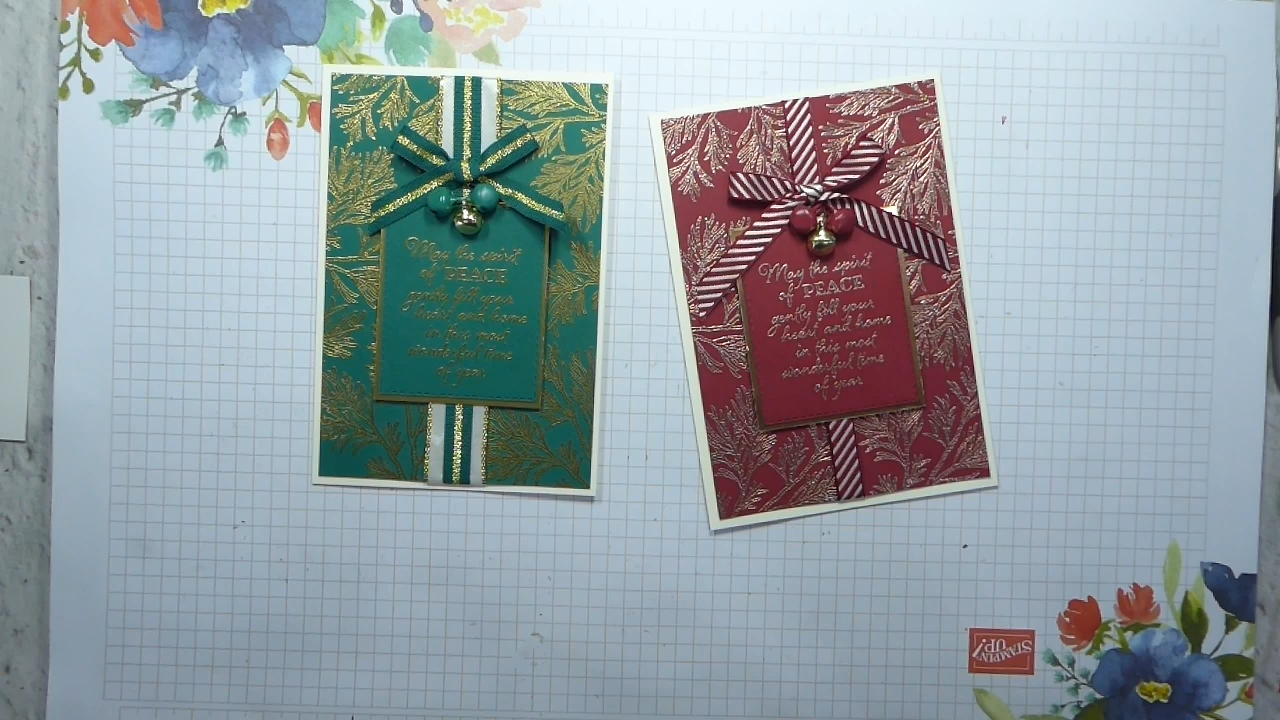 May the spirit
of PEACE
gently fill your
heart and home
in this most
wonderful time
of year
May the spirit
of PEACE
gently fill your
heart and home
in this most
wonderful time
of year
STAMPIN'
UP!